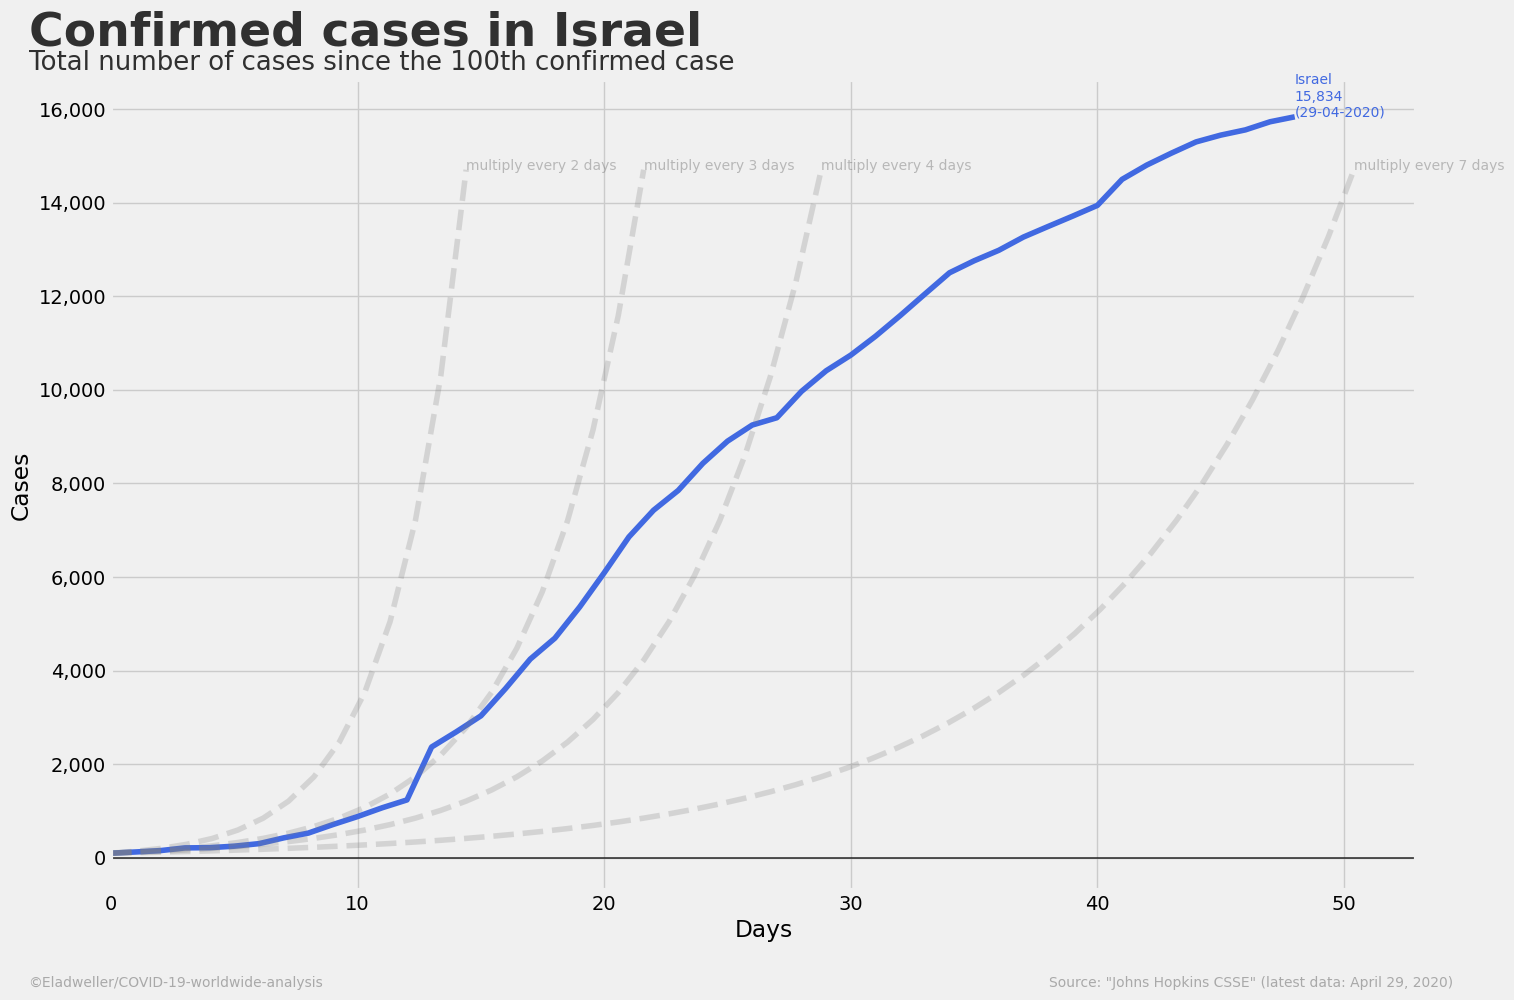 Confirmed cases in Israel
Total number of cases since the 100th confirmed case
Israel
15,834
(29-04-2020)
16,000
multiply every 2 days
multiply every 3 days
multiply every 4 days
multiply every 7 days
14,000
12,000
10,000
8,000
6,000
4,000
2,000
0
Cases
0 10 20 30 40 50
Days
©Eladweller/COVID-19-worldwide-analysis
Source: "Johns Hopkins CSSE" (latest data: April 29, 2020)